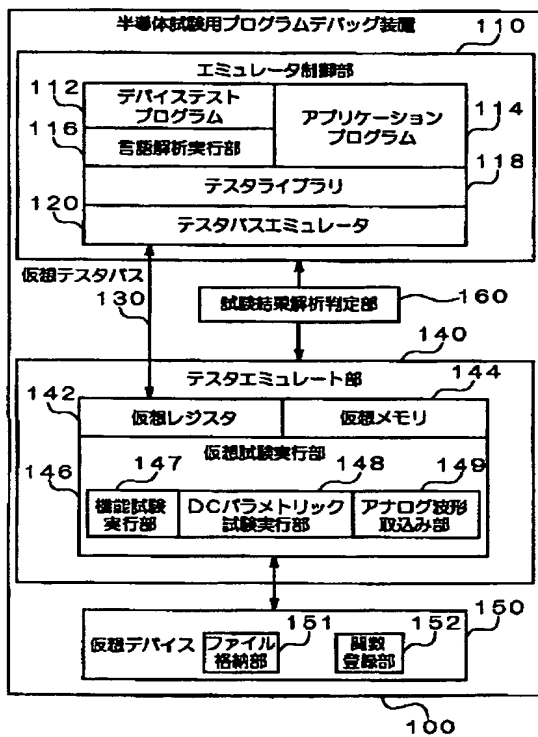 半導体試験用プログラムデバッグ装置
110
エミュレータ制御部
112
デバイステスト
プログラム
アプリケーション
プログラム
114
116
言語解析実行部
118
テスタライブラリ
120
テスタバスエミュレータ
仮想テスタバス
130
試験結果解析判定部
160
140
テスタエミュレート部
142
144
仮想レジスタ
仮想メモリ
仮想試験実行部
146
147
148
149
機能試験
実行部
DCパラメトリック
試験実行部
アナログ波形
取込み部
150
仮想デバイス
151
ファイル
格納部
152
関数
登録部
100